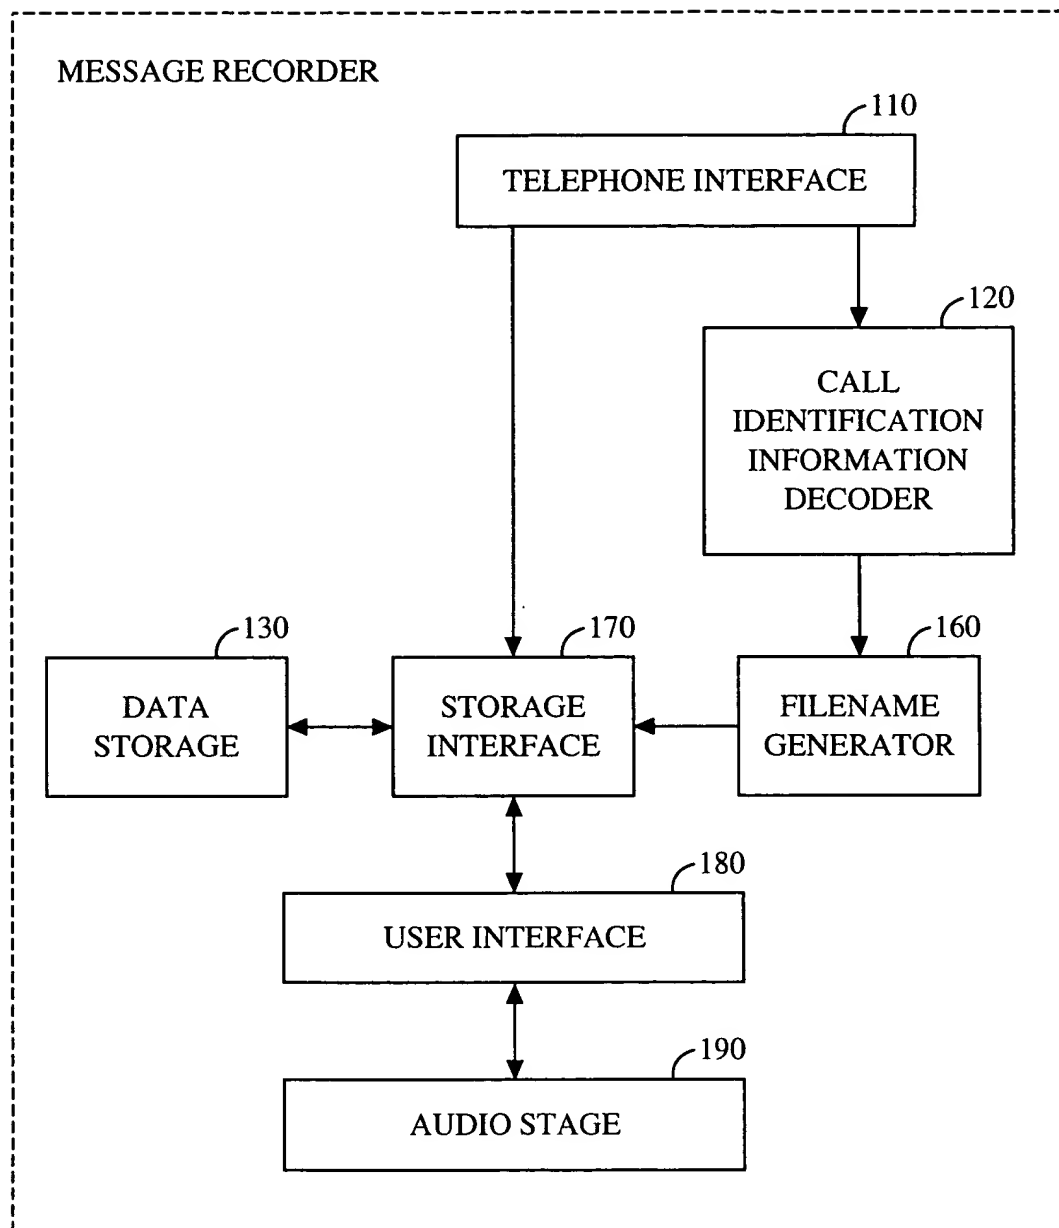 MESSAGE RECORDER
110
TELEPHONE INTERFACE
120
CALL
IDENTIFICATION
INFORMATION
DECODER
130
170
160
DATA
STORAGE
STORAGE
INTERFACE
FILENAME
GENERATOR
180
USER INTERFACE
190
AUDIO STAGE